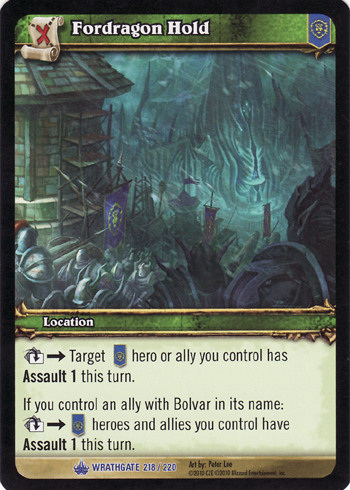 Fordragon Hold
Location
Target hero or ally you control has
Assault 1 this turn.
If you control an ally with Bolvar in its name:
heroes and allies you control have
Assault 1 this turn.
WRATHGATE 218 / 220
Art by: Peter Lee
©2010 CZE ©2010 Blizzard Entertainment, Inc.